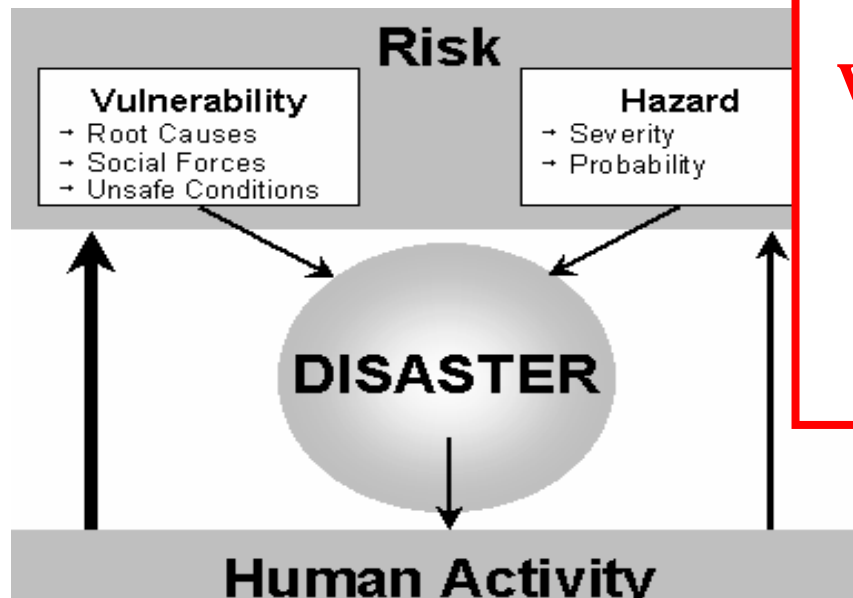 Risk
Vulnerability
→ Root Causes
→ Social Forces
→ Unsafe Conditions
Hazard
→ Severity
→ Probability
DISASTER
Human Activity